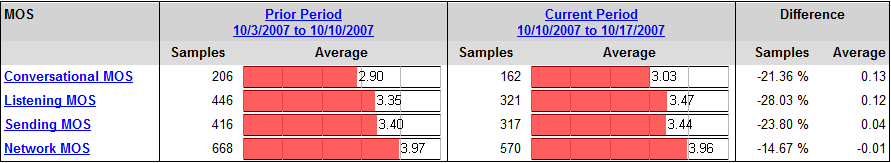 MOS Prior Period Current Period Difference
10/3/2007 to 10/10/2007 10/10/2007 to 10/17/2007
Samples Average Samples Average Samples Average
Conversational MOS 206 2.90 162 3.03 -21.36 % 0.13
Listening MOS 446 3.35 321 3.47 -28.03 % 0.12
Sending MOS 416 3.40 317 3.44 -23.80 % 0.04
Network MOS 668 3.97 570 3.96 -14.67 % -0.01